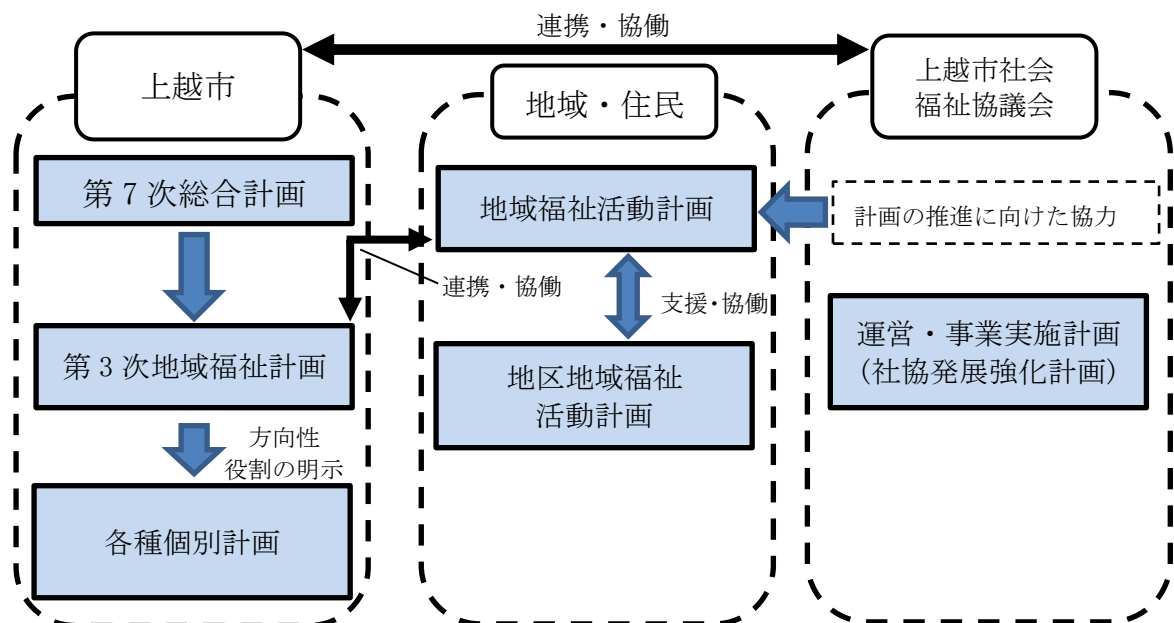 連携・協働
上越市
地域・住民
上越市社会
福祉協議会
第7次総合計画
地域福祉活動計画
計画の推進に向けた協力
連携・協働
支援・協働
第3次地域福祉計画
地区地域福祉
活動計画
運営・事業実施計画
(社協発展強化計画)
方向性
役割の明示
各種個別計画